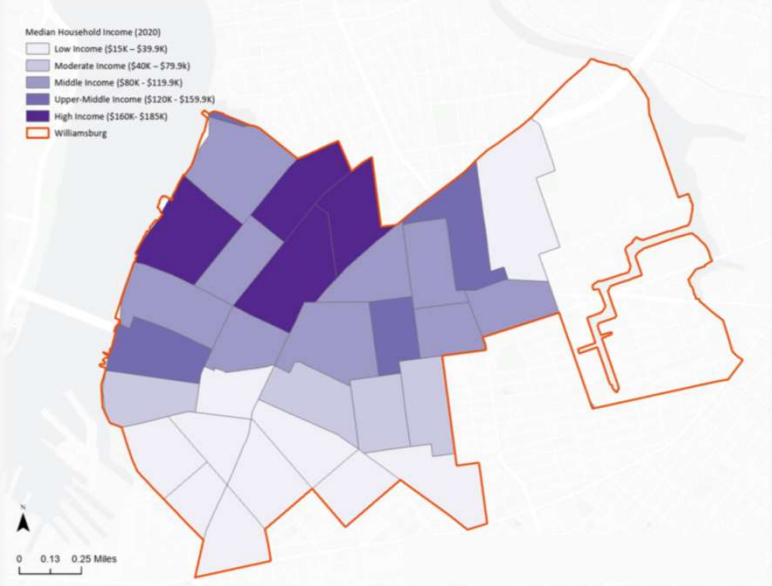 Median Household Income (2020)
Low Income ($15K – $39.9K)
Moderate Income ($40K – $79.9k)
Middle Income ($80K - $119.9K)
Upper-Middle Income ($120K - $159.9K)
High Income ($160K- $185K)
Williamsburg
N
0 0.13 0.25 Miles